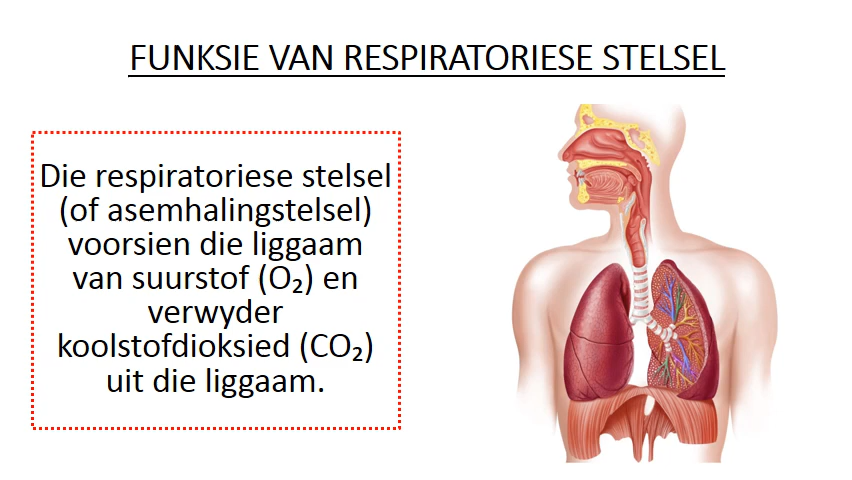 FUNKSIE VAN RESPIRATORIESE STELSEL
Die respiratoriese stelsel
(of asemhalingstelsel)
voorsien die liggaam
van suurstof (O₂) en
verwyder
koolstofdioksied (CO₂)
uit die liggaam.